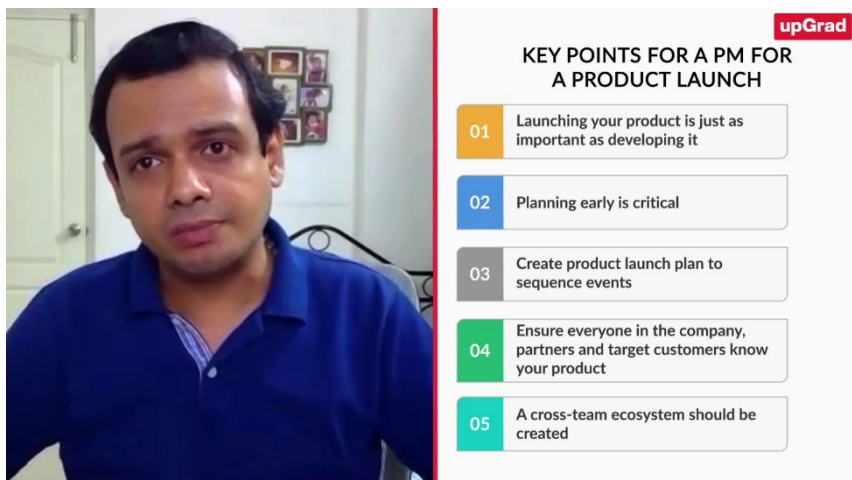 upGrad
KEY POINTS FOR A PM FOR
A PRODUCT LAUNCH
01
Launching your product is just as
important as developing it
02
Planning early is critical
03
Create product launch plan to
sequence events
04
Ensure everyone in the company,
partners and target customers know
your product
05
A cross-team ecosystem should be
created